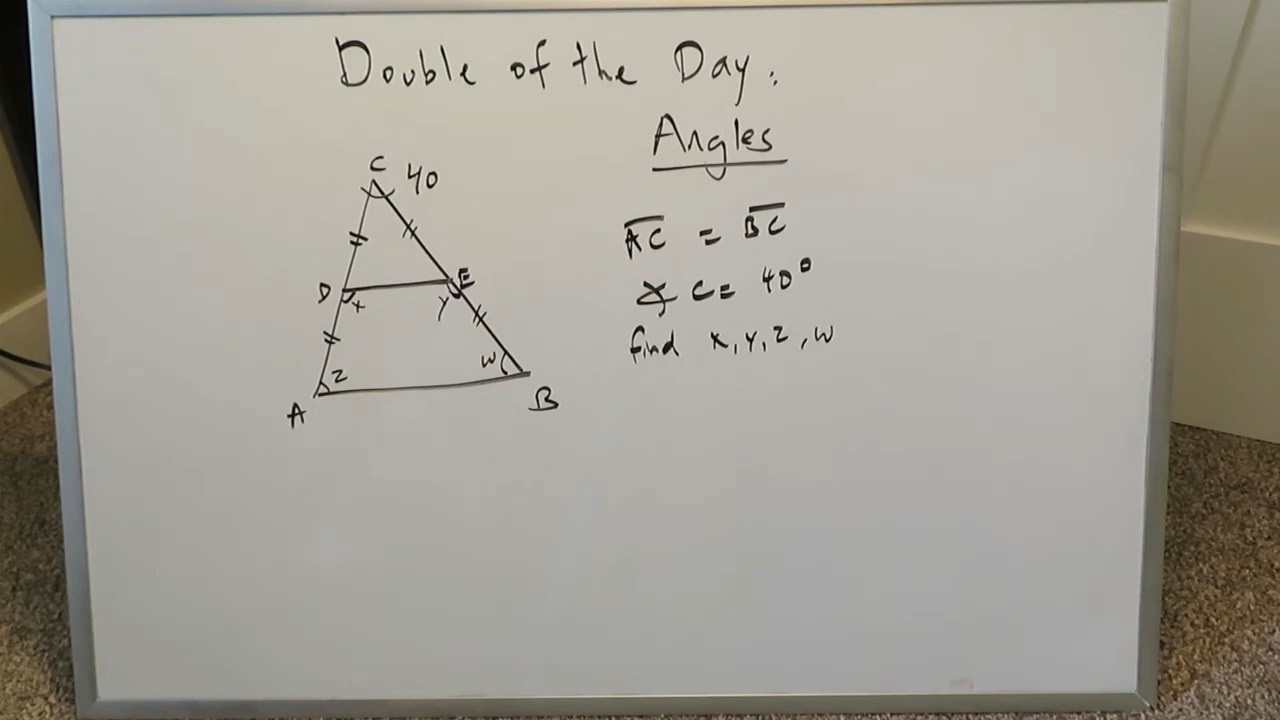 Double of the Day:
Angles
C 40
AC = BC
D E
∡ C = 40°
x y
find x, y, z, w
z w
A B